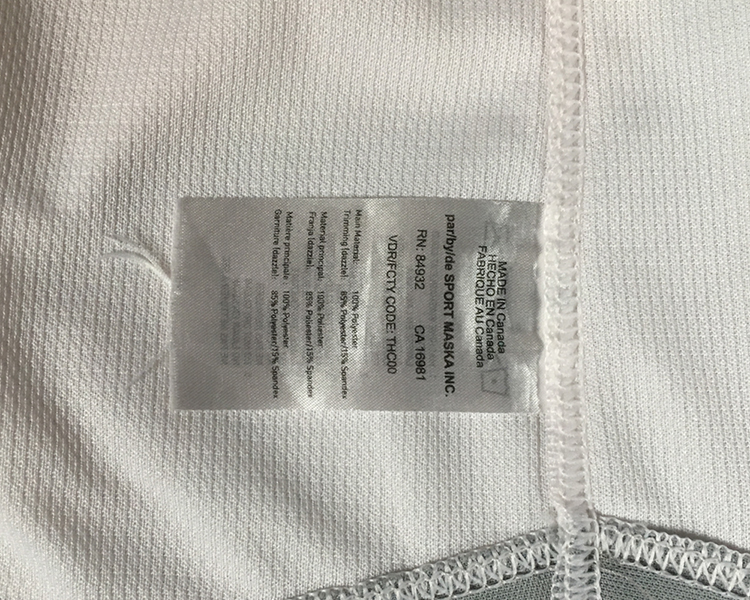 MADE IN Canada
HECHO EN Canada
FABRIQUE AU Canada
par/by/de SPORT MASKA INC.
RN: 84932 CA 16981
VDR/FCTY CODE: THC00
Main Material: 100% Polyester
Trimming (dazzle): 85% Polyester/15% Spandex
Material principal: 100% Poliester
Franja (dazzle): 85% Poliester/15% Spandex
Matière principale 100% Polyester
Garniture (dazzle): 85% Polyester/15% Spandex